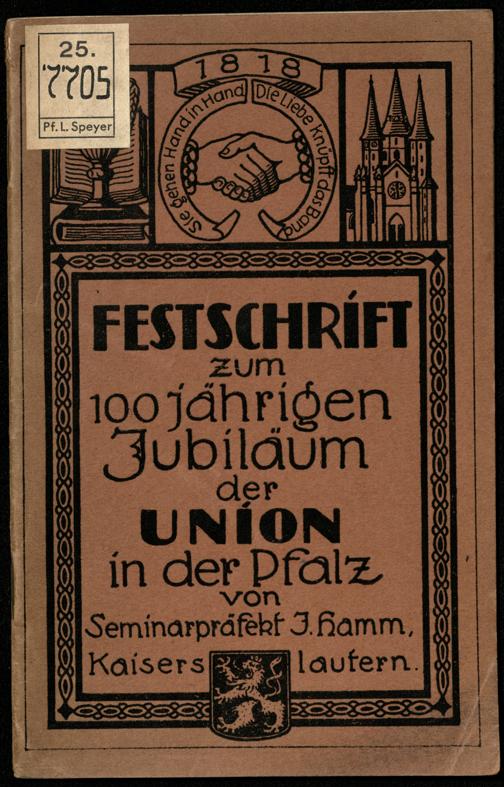 25.
7705
Pf. L. Speyer
1818
Sie gehen Hand in Hand
Die Liebe knüpft das Band
FESTSCHRIFT
zum
100 jährigen
Jubiläum
der
UNION
in der Pfalz
von
Seminarpräfekt J. Hamm,
Kaiserslautern.